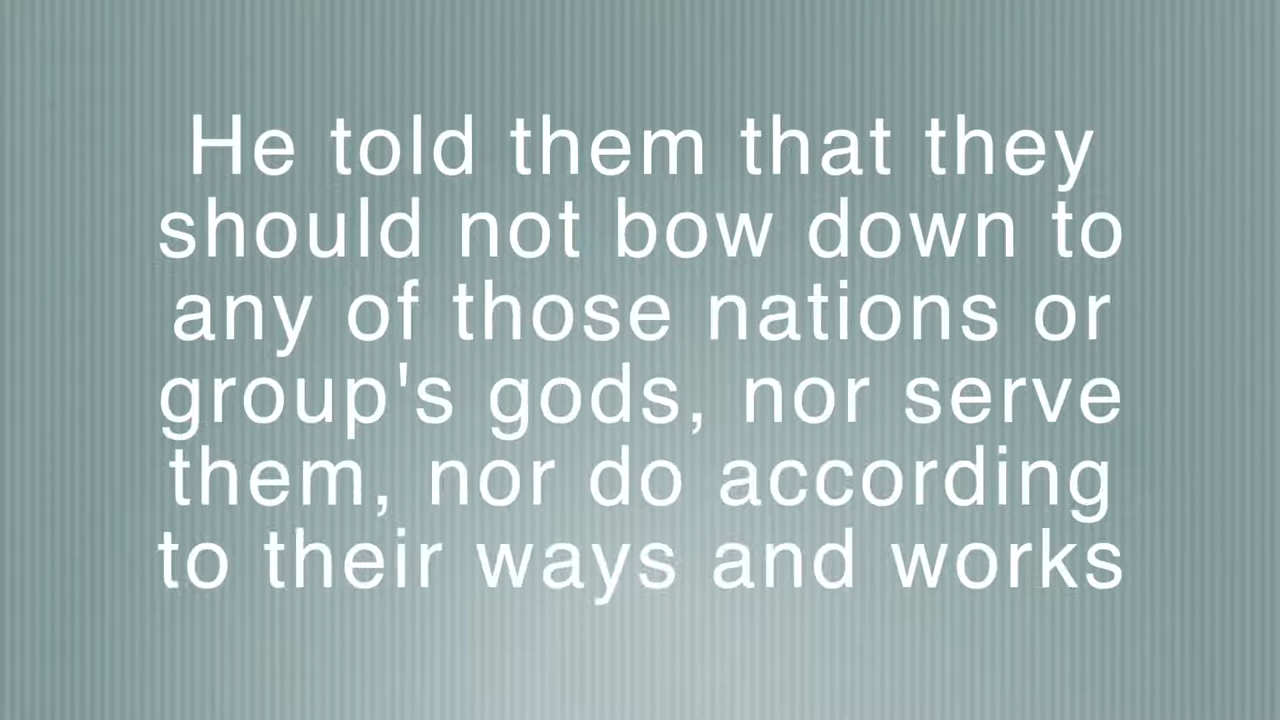 He told them that they
should not bow down to
any of those nations or
group's gods, nor serve
them, nor do according
to their ways and works